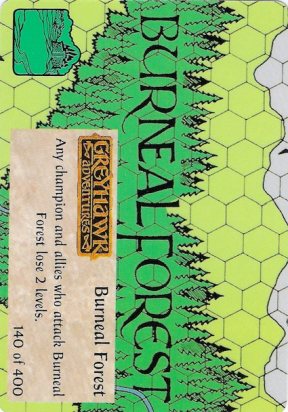 BURNEAL FOREST
GREYHAWK
ADVENTURES
Burneal Forest
Any champion and allies who attack Burneal
Forest lose 2 levels.
140 of 400